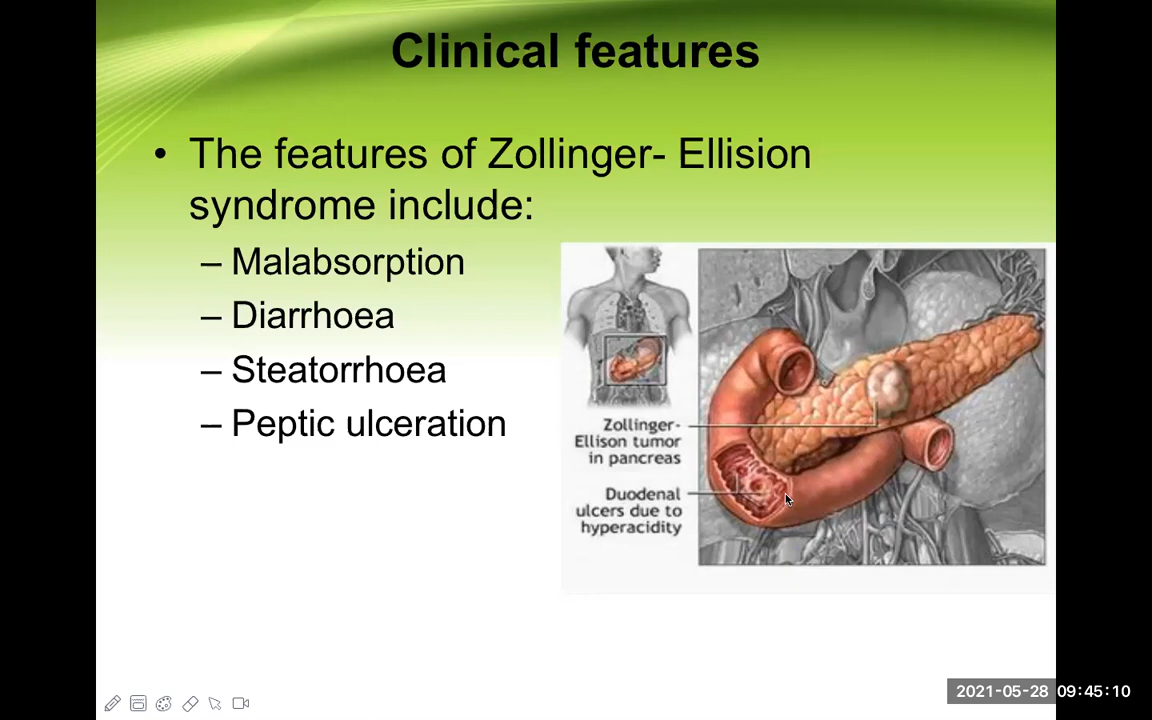 Clinical features
• The features of Zollinger- Ellision
syndrome include:
– Malabsorption
– Diarrhoea
– Steatorrhoea
– Peptic ulceration
Zollinger-
Ellison tumor
in pancreas
Duodenal
ulcers due to
hyperacidity
2021-05-28 09:45:10